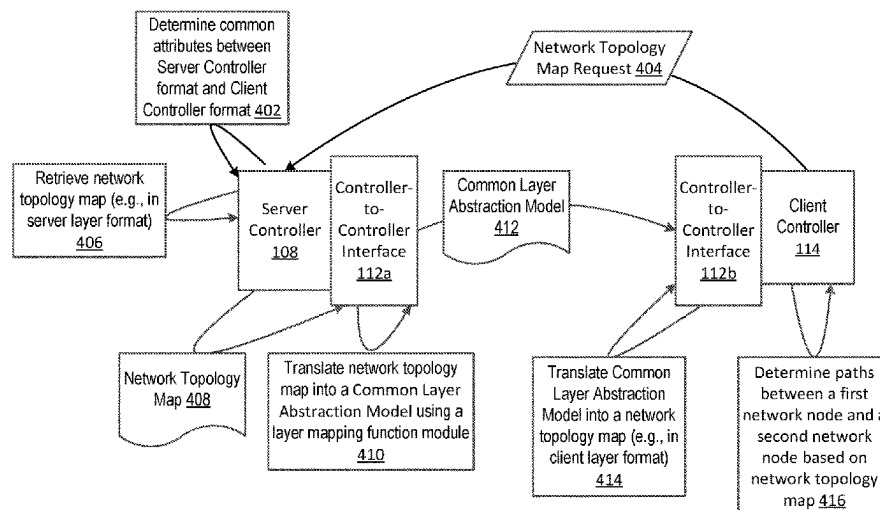 Determine common
attributes between
Server Controller
format and Client
Controller format 402
Network Topology
Map Request 404
Retrieve network
topology map (e.g., in
server layer format)
406
Server
Controller
108
Controller-
to-
Controller
Interface
112a
Common Layer
Abstraction Model
412
Controller-
to-
Controller
Interface
112b
Client
Controller
114
Network Topology
Map 408
Translate network topology
map into a Common Layer
Abstraction Model using a
layer mapping function module
410
Translate Common
Layer Abstraction
Model into a network
topology map (e.g., in
client layer format)
414
Determine paths
between a first
network node and a
second network
node based on
network topology
map 416